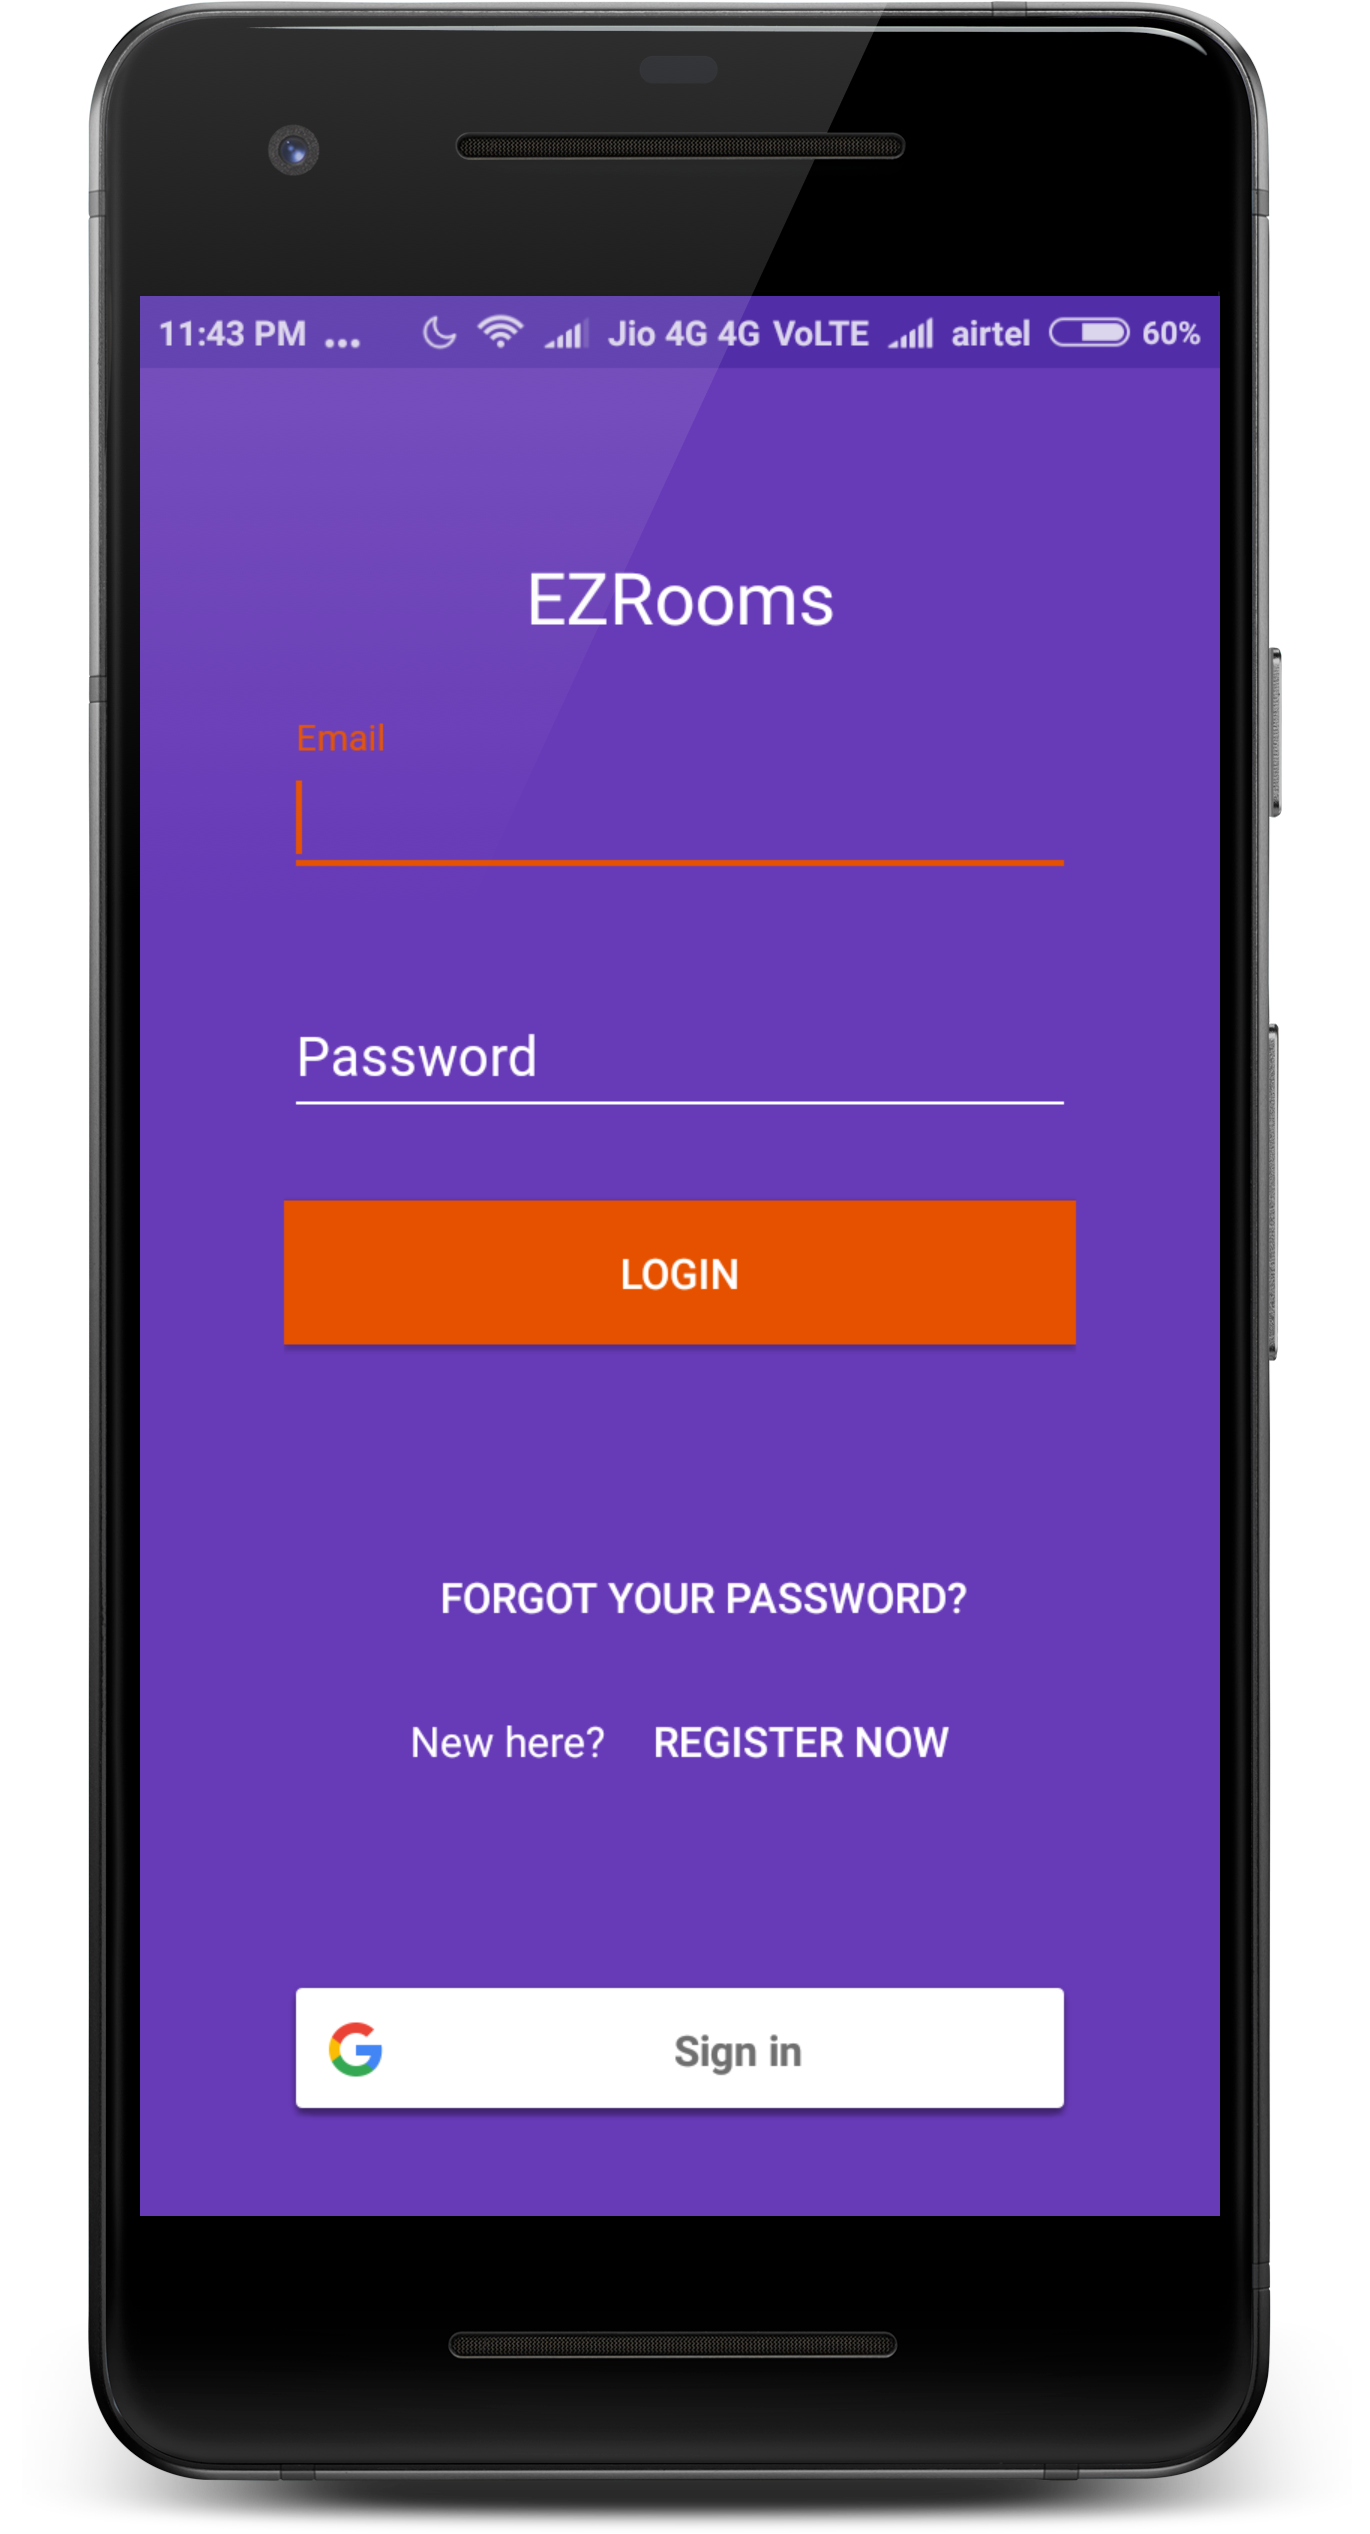 11:43 PM ... Jio 4G 4G VoLTE airtel 60%
EZRooms
Email
Password
LOGIN
FORGOT YOUR PASSWORD?
New here? REGISTER NOW
G Sign in